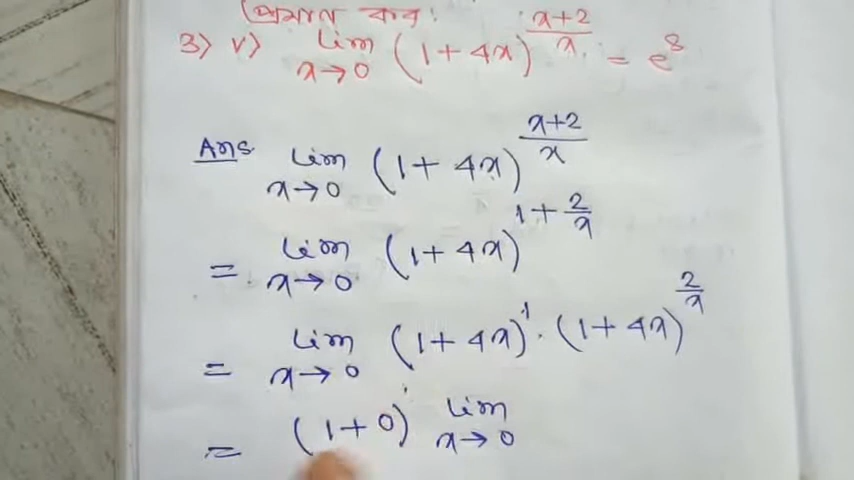 প্রমাণ কর:
3) v) lim x→0 (1 + 4x)^((x+2)/x) = e^8
Ans lim x→0 (1 + 4x)^((x+2)/x)
= lim x→0 (1 + 4x)^(1 + 2/x)
= lim x→0 (1 + 4x)^1 · (1 + 4x)^(2/x)
= (1 + 0) lim x→0